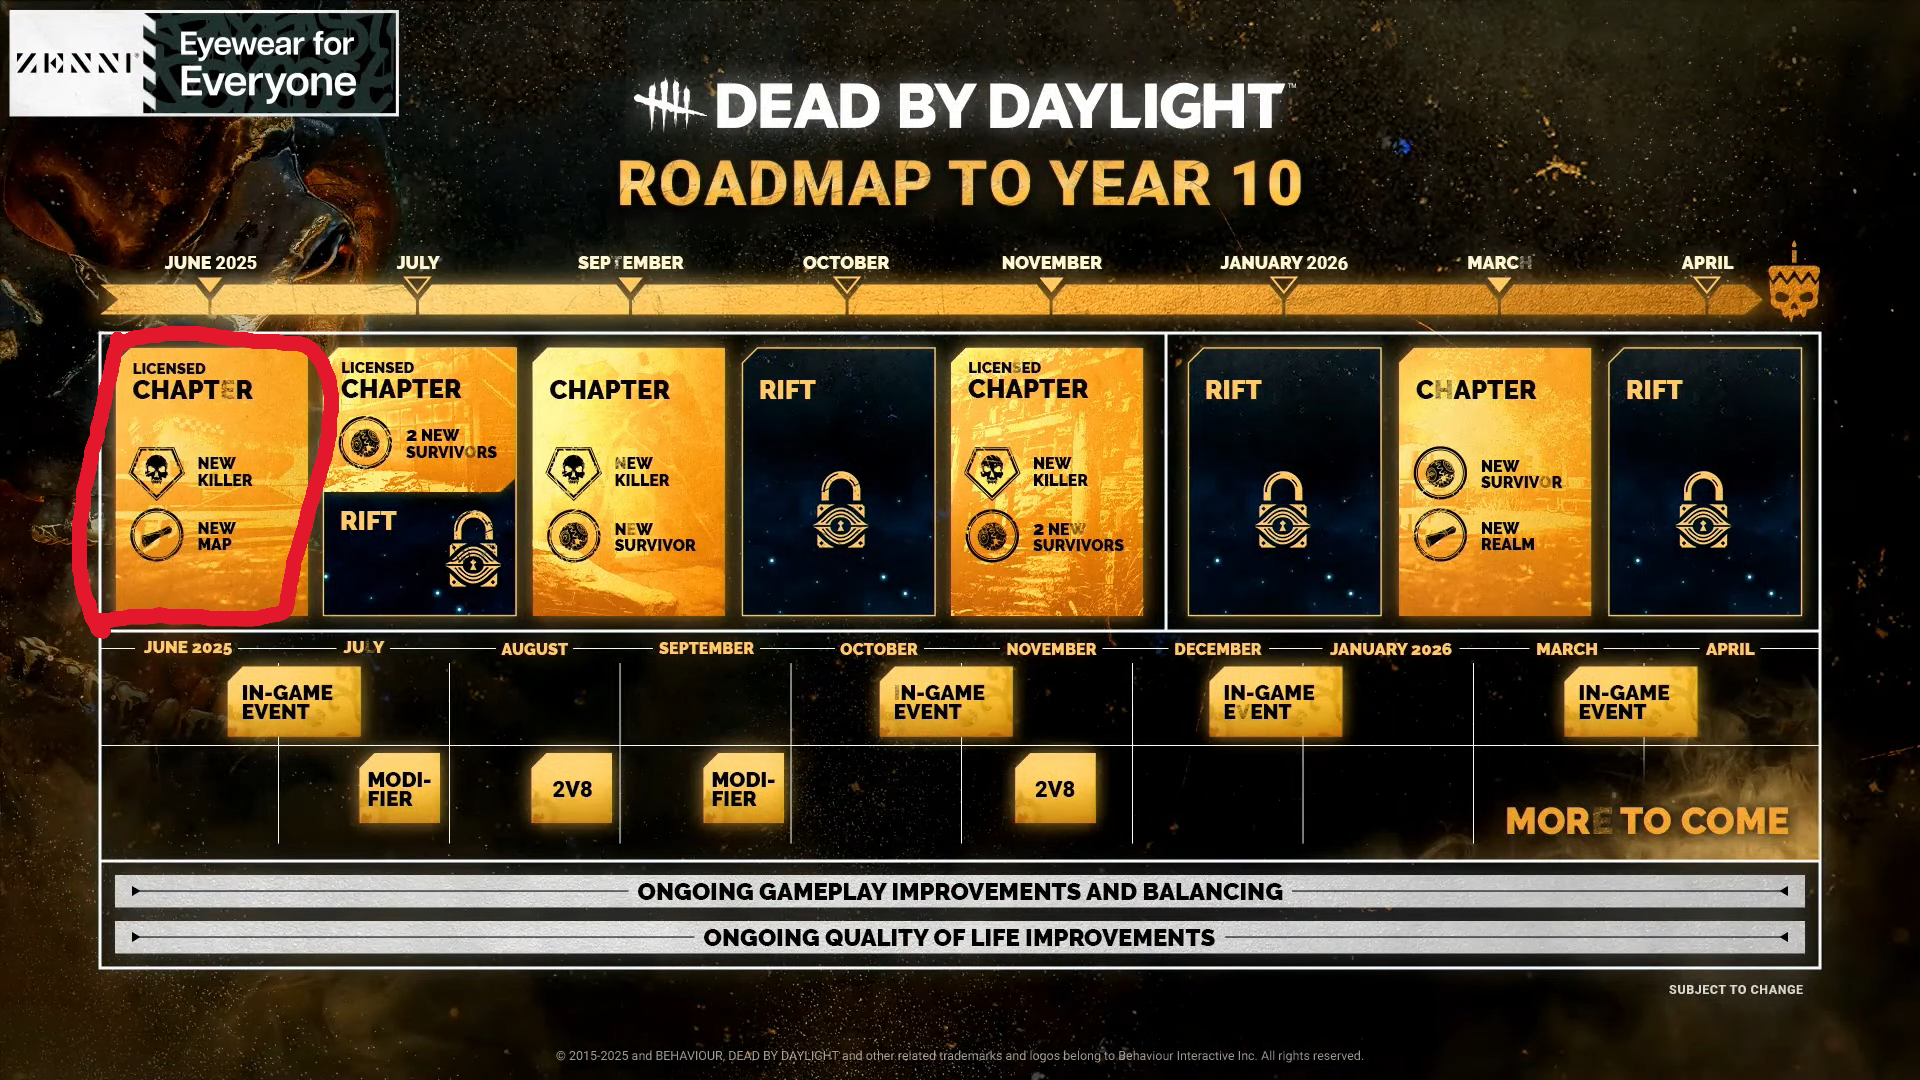 ZENNI
Eyewear for
Everyone
DEAD BY DAYLIGHT™
ROADMAP TO YEAR 10
JUNE 2025
JULY
SEPTEMBER
OCTOBER
NOVEMBER
JANUARY 2026
MARCH
APRIL
LICENSED
CHAPTER
NEW
KILLER
NEW
MAP
LICENSED
CHAPTER
2 NEW
SURVIVORS
RIFT
CHAPTER
NEW
KILLER
NEW
SURVIVOR
RIFT
LICENSED
CHAPTER
NEW
KILLER
2 NEW
SURVIVORS
RIFT
CHAPTER
NEW
SURVIVOR
NEW
REALM
RIFT
JUNE 2025
JULY
AUGUST
SEPTEMBER
OCTOBER
NOVEMBER
DECEMBER
JANUARY 2026
MARCH
APRIL
IN-GAME
EVENT
IN-GAME
EVENT
IN-GAME
EVENT
IN-GAME
EVENT
MODI-
FIER
2V8
MODI-
FIER
2V8
MORE TO COME
ONGOING GAMEPLAY IMPROVEMENTS AND BALANCING
ONGOING QUALITY OF LIFE IMPROVEMENTS
SUBJECT TO CHANGE
© 2015-2025 and BEHAVIOUR, DEAD BY DAYLIGHT and other related trademarks and logos belong to Behaviour Interactive Inc. All rights reserved.